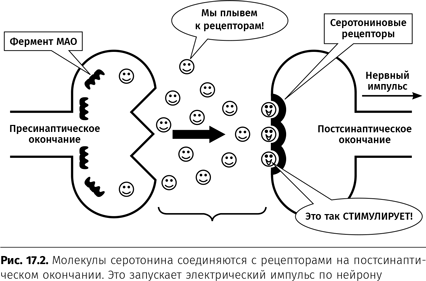 Мы плывем
к рецепторам!
Серотониновые
рецепторы
Фермент МАО
Нервный
импульс
Пресинаптическое
окончание
Постсинаптическое
окончание
Это так СТИМУЛИРУЕТ!
Рис. 17.2. Молекулы серотонина соединяются с рецепторами на постсинапти-
ческом окончании. Это запускает электрический импульс по нейрону